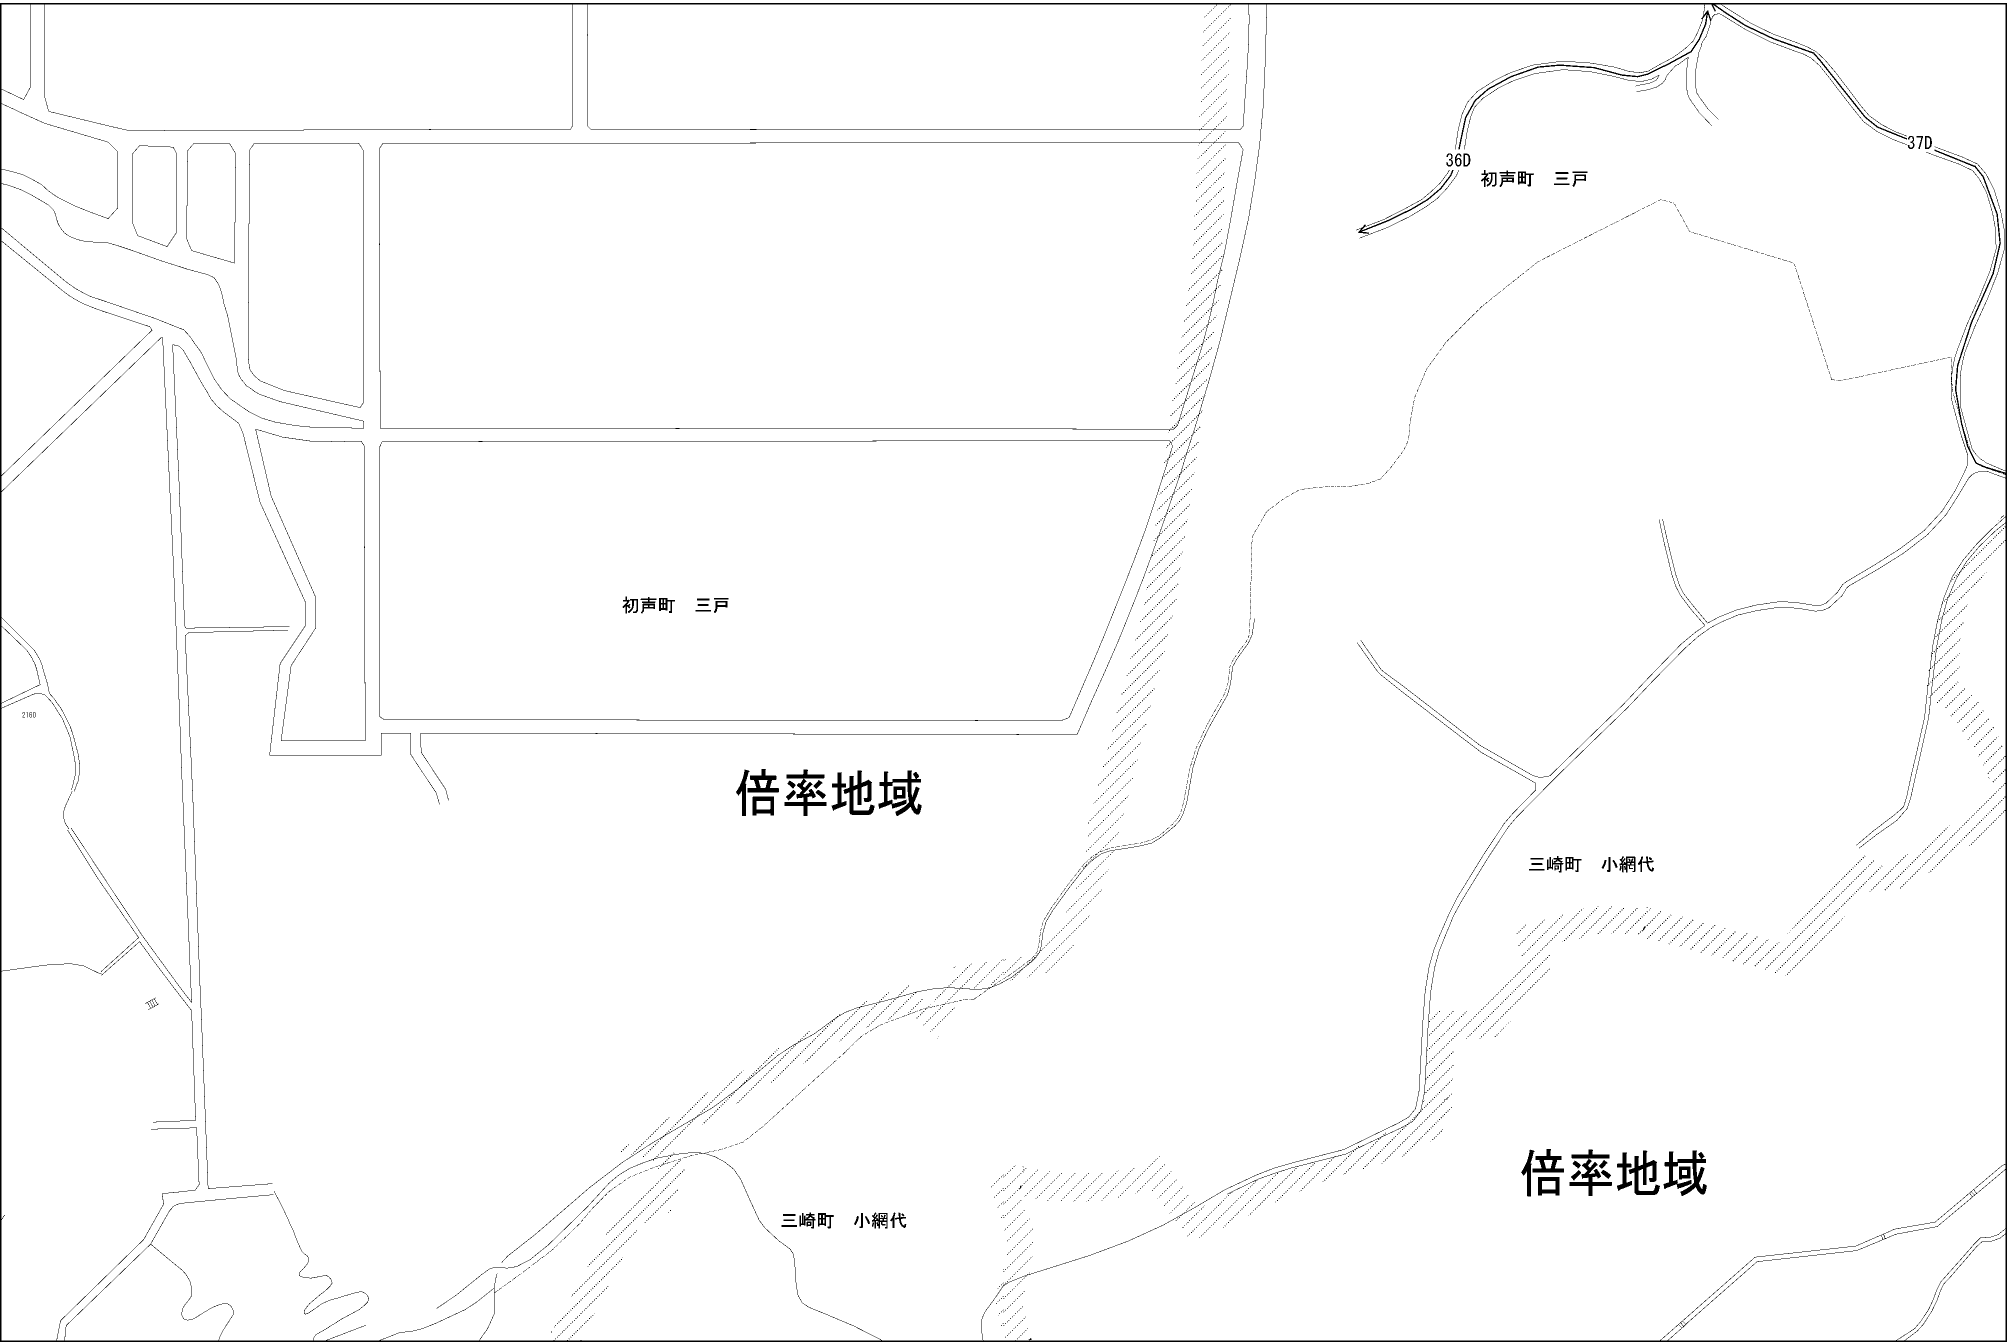 37D
36D
初声町　三戸
初声町　三戸
216D
倍率地域
三崎町　小網代
倍率地域
三崎町　小網代